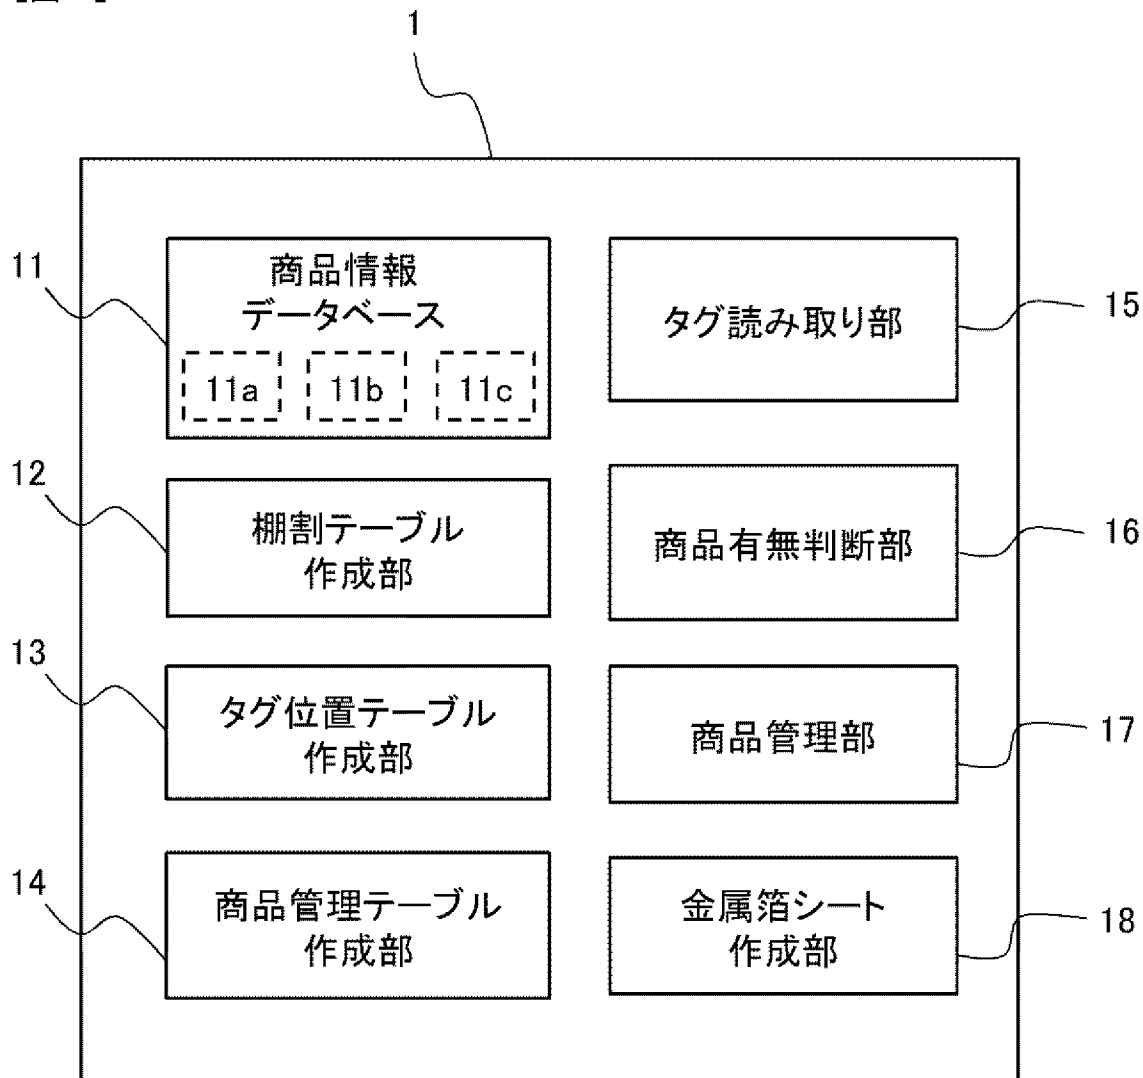 1
11
商品情報
データベース
11a 11b 11c
12
棚割テーブル
作成部
13
タグ位置テーブル
作成部
14
商品管理テーブル
作成部
タグ読み取り部
15
商品有無判断部
16
商品管理部
17
金属箔シート
作成部
18